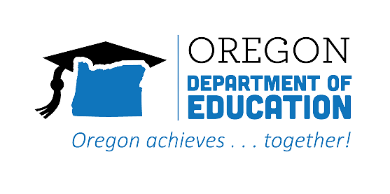 OREGON
DEPARTMENT OF
EDUCATION
Oregon achieves . . . together!